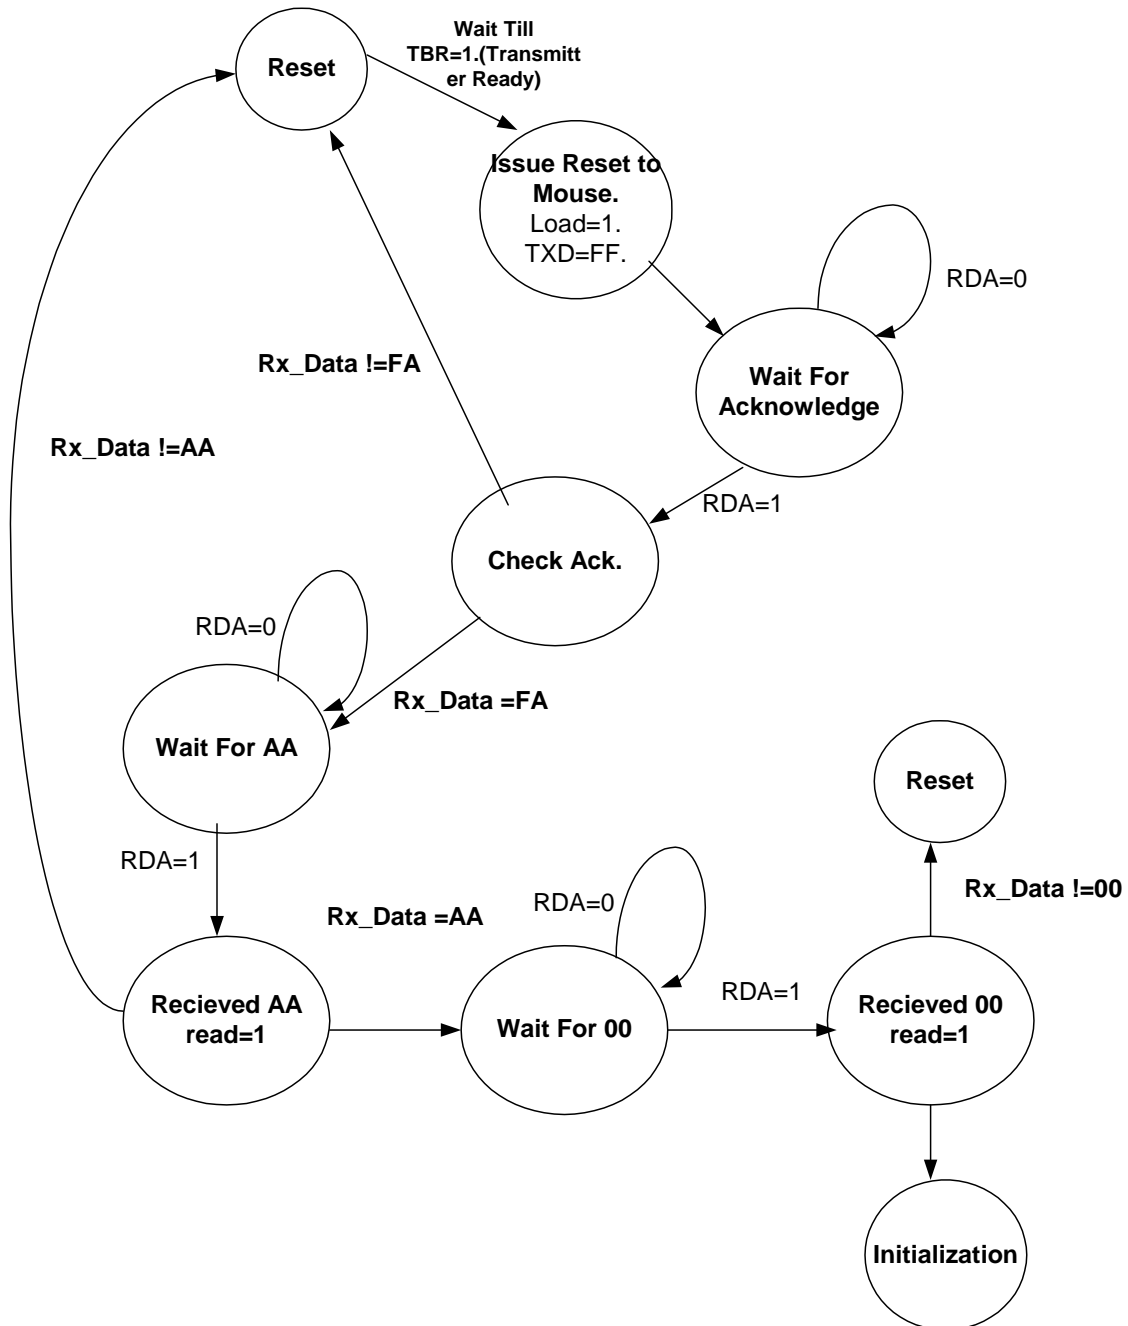 Wait Till
TBR=1.(Transmitt
er Ready)
Reset
Issue Reset to
Mouse.
Load=1.
TXD=FF.
RDA=0
Wait For
Acknowledge
Rx_Data !=FA
Rx_Data !=AA
RDA=1
Check Ack.
RDA=0
Rx_Data =FA
Wait For AA
Reset
RDA=1
Rx_Data !=00
Rx_Data =AA
RDA=0
RDA=1
Recieved AA
read=1
Wait For 00
Recieved 00
read=1
Initialization